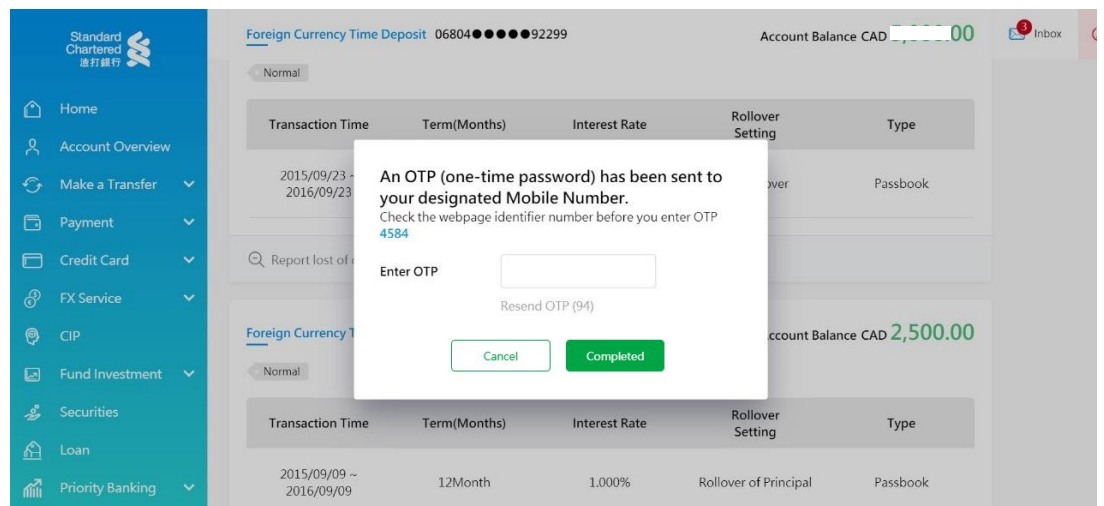 Standard
Chartered
渣打銀行
Home
Account Overview
Make a Transfer
Payment
Credit Card
FX Service
CIP
Fund Investment
Securities
Loan
Priority Banking
Foreign Currency Time Deposit 06804●●●●●92299 Account Balance CAD 00
3 Inbox
Normal
Transaction Time Term(Months) Interest Rate Rollover Setting Type
2015/09/23 ~
2016/09/23 Passbook
Report lost of
An OTP (one-time password) has been sent to
your designated Mobile Number.
Check the webpage identifier number before you enter OTP
4584
Enter OTP
Resend OTP (94)
Cancel Completed
Foreign Currency Balance CAD 2,500.00
Normal
Transaction Time Term(Months) Interest Rate Rollover Setting Type
2015/09/09 ~
2016/09/09 12Month 1.000% Rollover of Principal Passbook